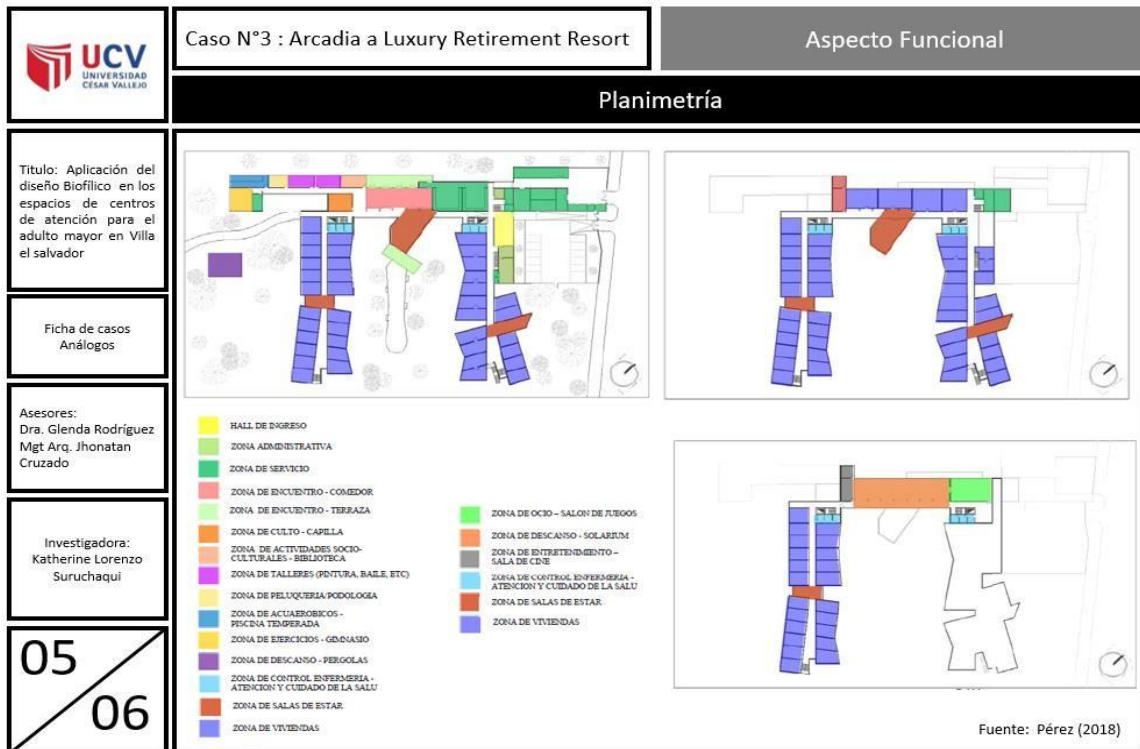 UCV
UNIVERSIDAD
CÉSAR VALLEJO
Caso N°3 : Arcadia a Luxury Retirement Resort
Aspecto Funcional
Planimetría
Titulo: Aplicación del
diseño Biofílico en los
espacios de centros
de atención para el
adulto mayor en Villa
el salvador
Ficha de casos
Análogos
Asesores:
Dra. Glenda Rodríguez
Mgt Arq. Jhonatan
Cruzado
Investigadora:
Katherine Lorenzo
Suruchaqui
05
06
HALL DE INGRESO
ZONA ADMINISTRATIVA
ZONA DE SERVICIO
ZONA DE ENCUENTRO - COMEDOR
ZONA DE ENCUENTRO - TERRAZA
ZONA DE CULTO - CAPILLA
ZONA DE ACTIVIDADES SOCIO-
CULTURALES - BIBLIOTECA
ZONA DE TALLERES (PINTURA, BAILE, ETC)
ZONA DE PELUQUERIA/PODOLOGIA
ZONA DE ACUAEROBICOS -
PISCINA TEMPERADA
ZONA DE EJERCICIOS - GIMNASIO
ZONA DE DESCANSO - PERGOLAS
ZONA DE CONTROL ENFERMERIA -
ATENCION Y CUIDADO DE LA SALU
ZONA DE SALAS DE ESTAR
ZONA DE VIVIENDAS
ZONA DE OCIO – SALON DE JUEGOS
ZONA DE DESCANSO - SOLARIUM
ZONA DE ENTRETENIMIENTO –
SALA DE CINE
ZONA DE CONTROL ENFERMERIA -
ATENCION Y CUIDADO DE LA SALU
ZONA DE SALAS DE ESTAR
ZONA DE VIVIENDAS
Fuente: Pérez (2018)